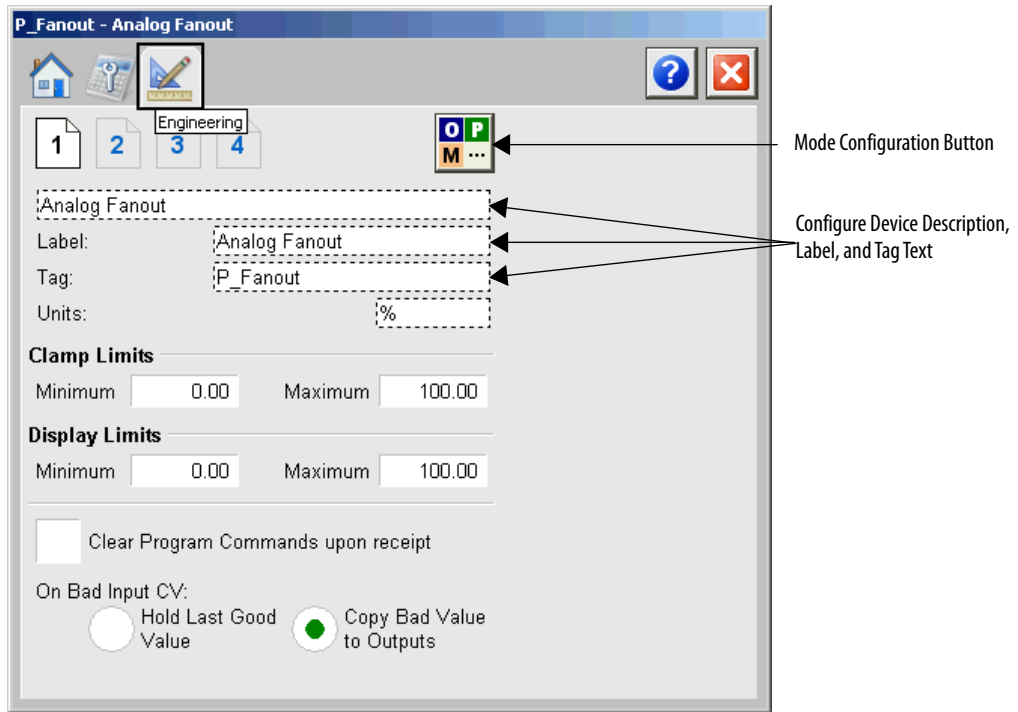 P_Fanout - Analog Fanout
Engineering
1 2 3 4
O P
M ...
Mode Configuration Button
Analog Fanout
Label: Analog Fanout
Tag: P_Fanout
Units: %
Configure Device Description,
Label, and Tag Text
Clamp Limits
Minimum 0.00 Maximum 100.00
Display Limits
Minimum 0.00 Maximum 100.00
Clear Program Commands upon receipt
On Bad Input CV:
Hold Last Good
Value
Copy Bad Value
to Outputs